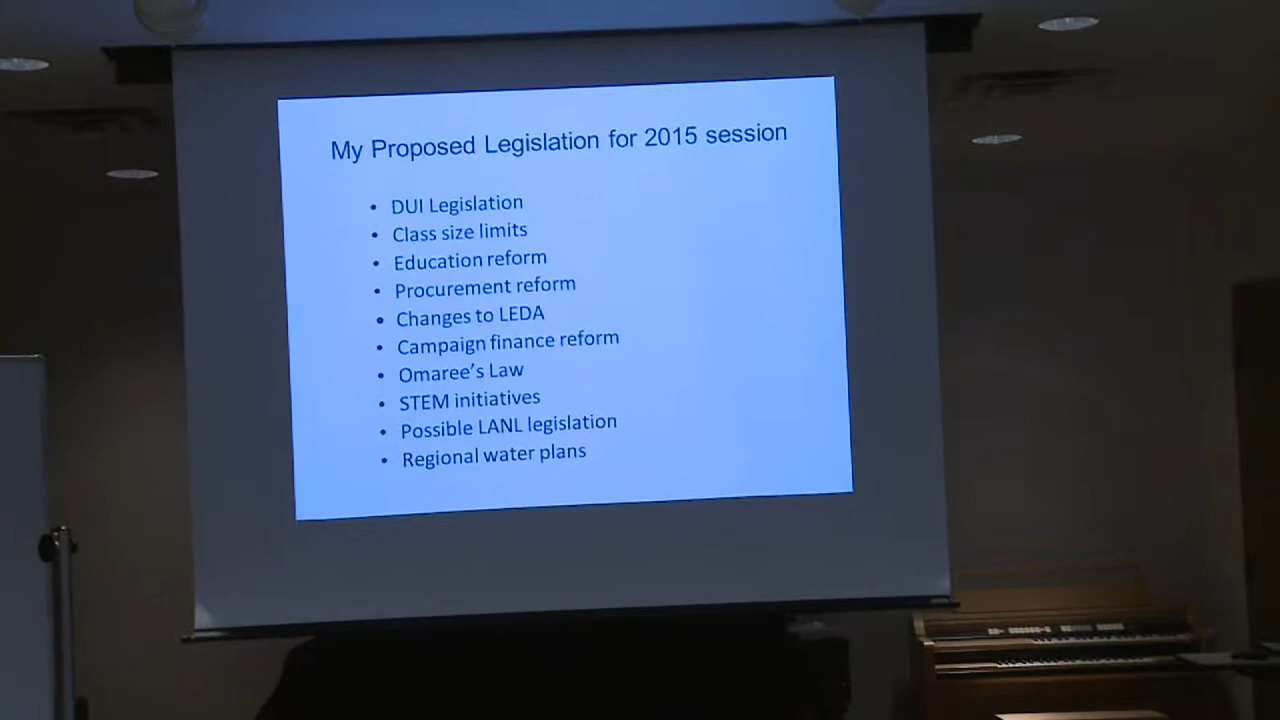 My Proposed Legislation for 2015 session
• DUI Legislation
• Class size limits
• Education reform
• Procurement reform
• Changes to LEDA
• Campaign finance reform
• Omaree's Law
• STEM initiatives
• Possible LANL legislation
• Regional water plans